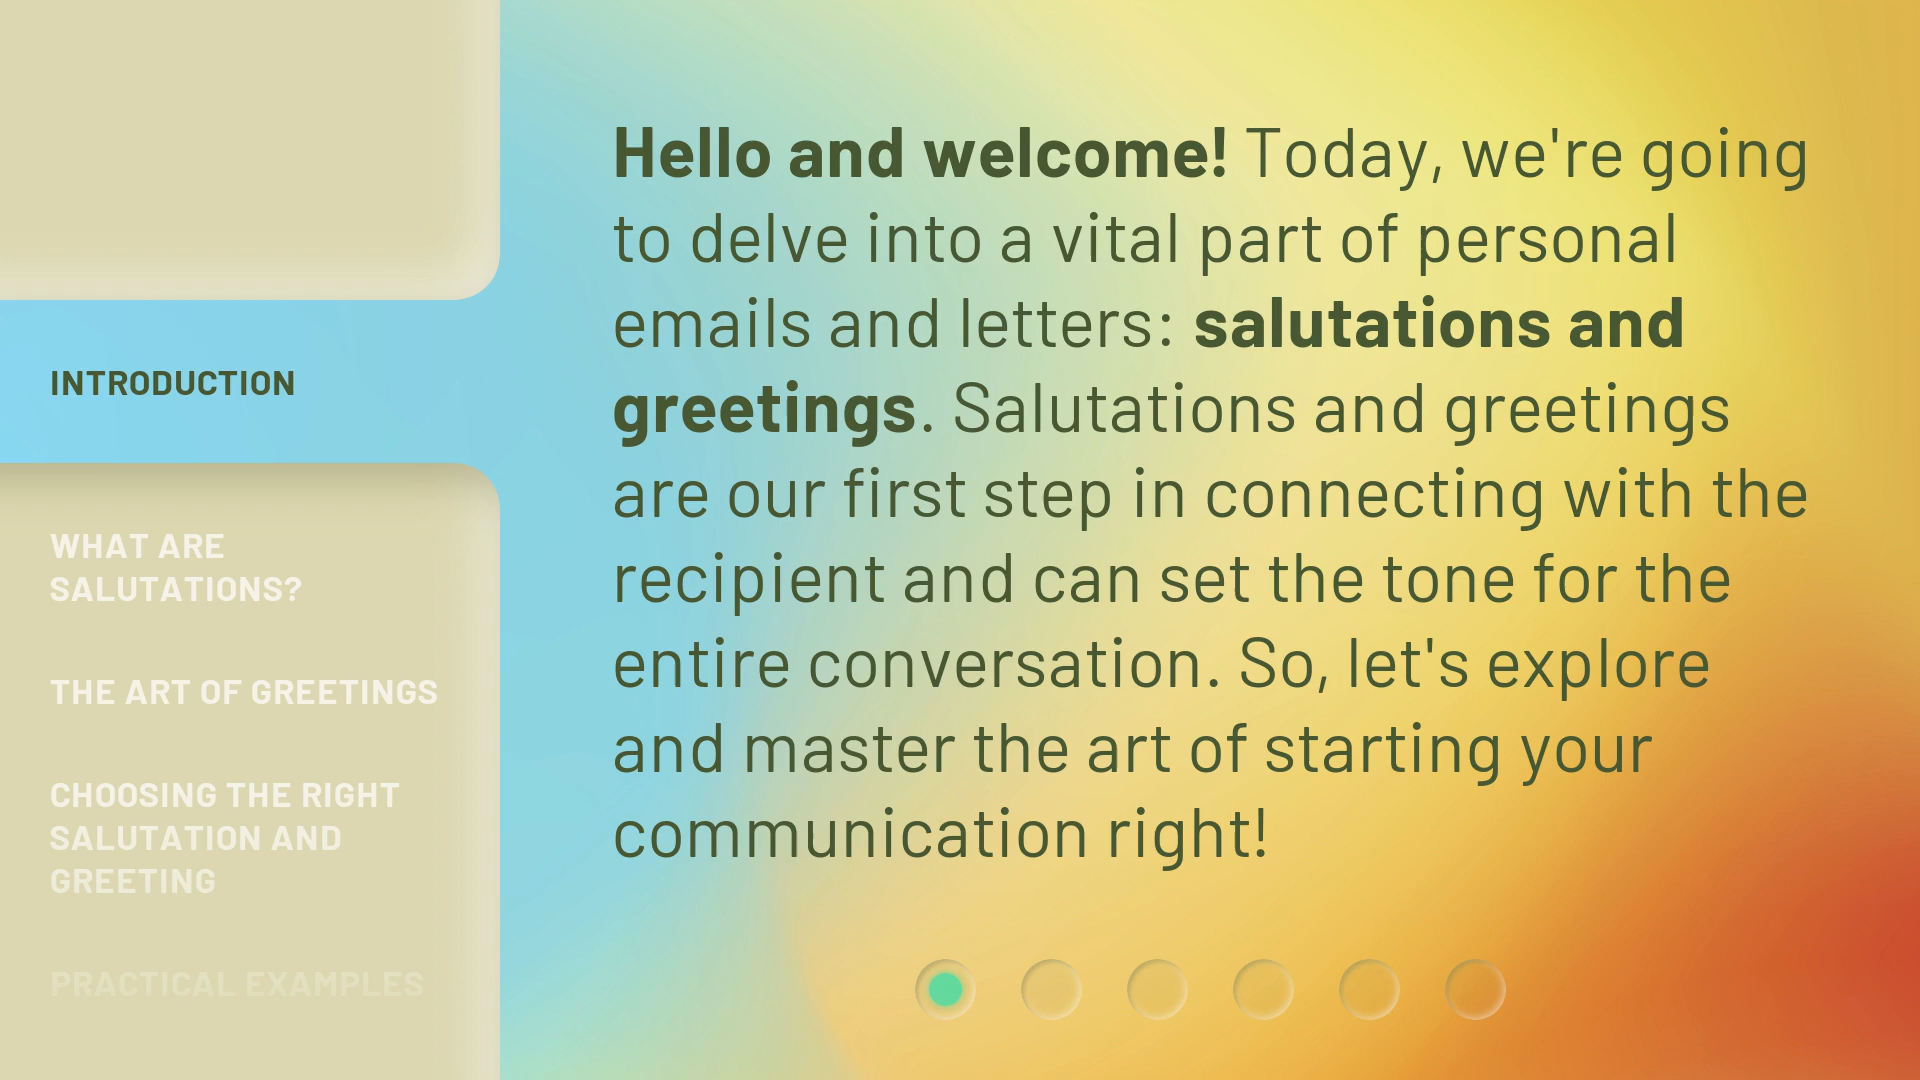 INTRODUCTION
WHAT ARE
SALUTATIONS?
THE ART OF GREETINGS
CHOOSING THE RIGHT
SALUTATION AND
GREETING
PRACTICAL EXAMPLES
Hello and welcome! Today, we're going
to delve into a vital part of personal
emails and letters: salutations and
greetings. Salutations and greetings
are our first step in connecting with the
recipient and can set the tone for the
entire conversation. So, let's explore
and master the art of starting your
communication right!